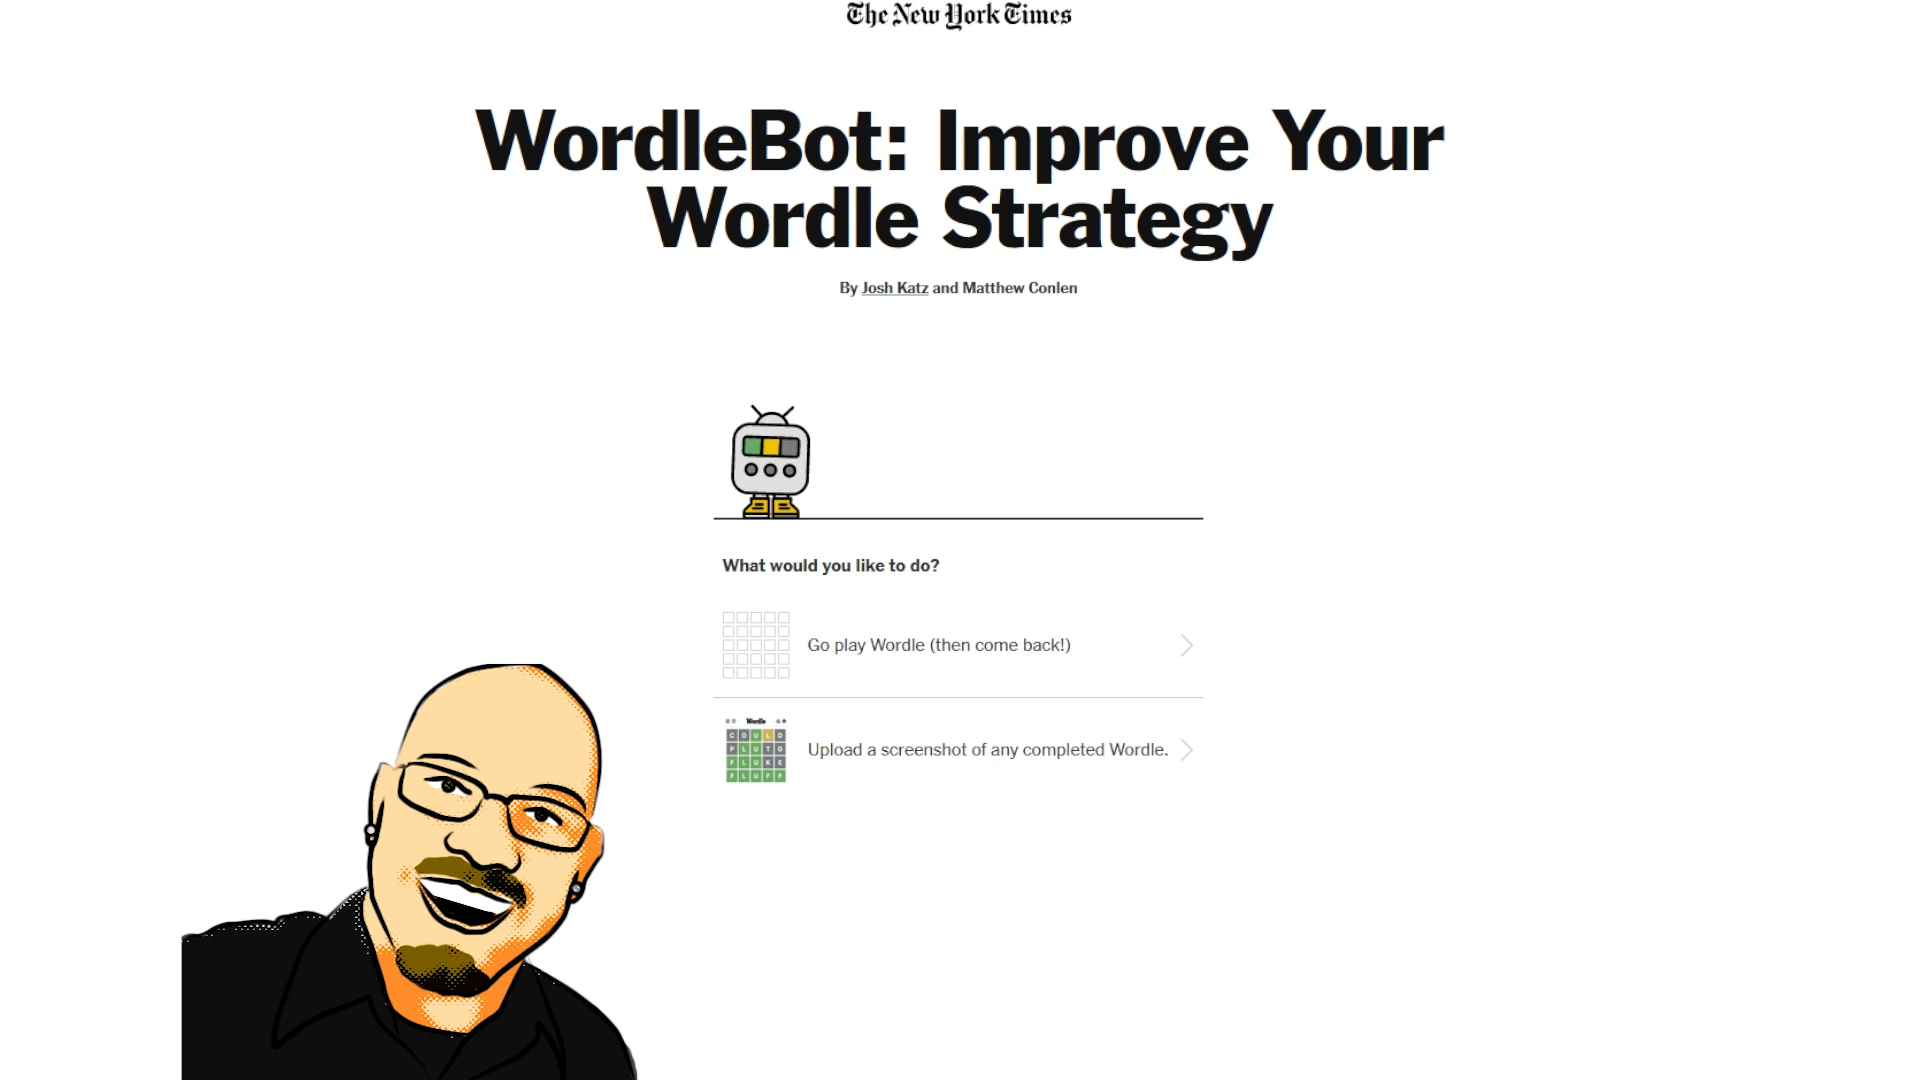 The New York Times
WordleBot: Improve Your
Wordle Strategy
By Josh Katz and Matthew Conlen
What would you like to do?
Go play Wordle (then come back!)
Wordle
C O U L D
P L U T O
F L U K E
F L U F F
Upload a screenshot of any completed Wordle.